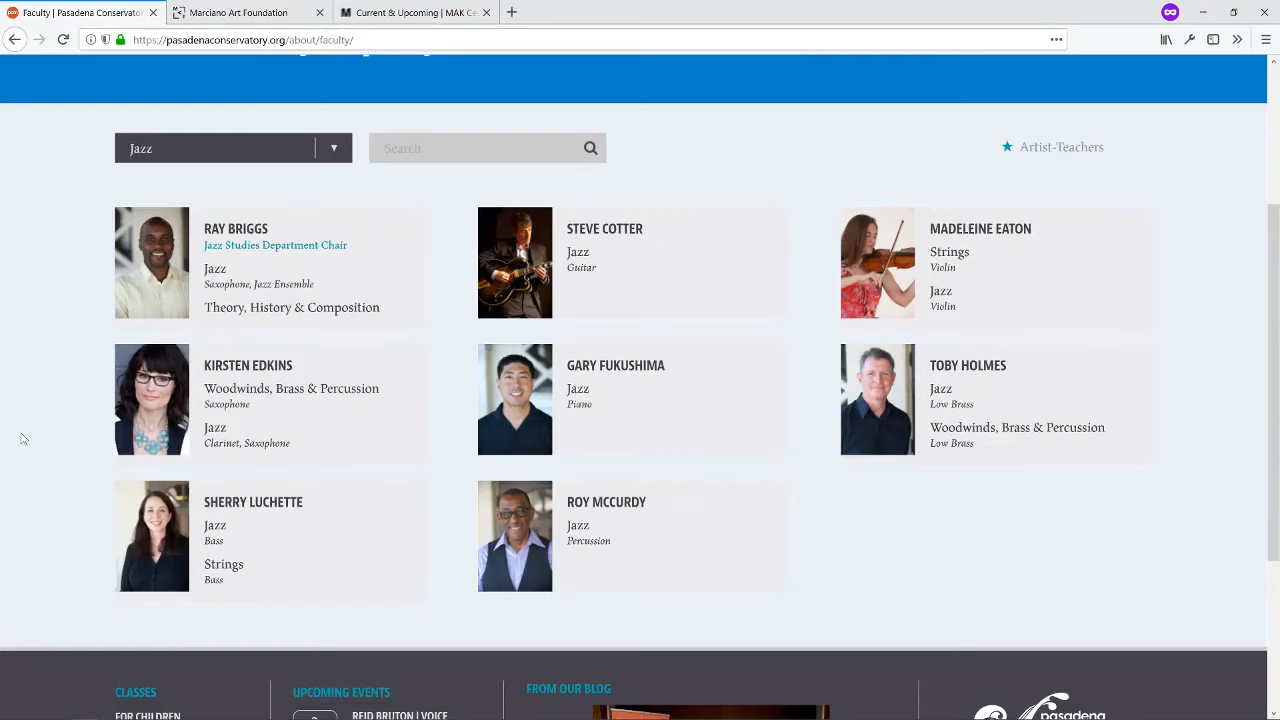 Faculty | Pasadena Conservator
Marciano Art Foundation
Current & Upcoming | MAK Ce
https://pasadenaconservatory.org/about/faculty/
Jazz
Search
Artist-Teachers
RAY BRIGGS
Jazz Studies Department Chair
Jazz
Saxophone, Jazz Ensemble
Theory, History & Composition
STEVE COTTER
Jazz
Guitar
MADELEINE EATON
Strings
Violin
Jazz
Violin
KIRSTEN EDKINS
Woodwinds, Brass & Percussion
Saxophone
Jazz
Clarinet, Saxophone
GARY FUKUSHIMA
Jazz
Piano
TOBY HOLMES
Jazz
Low Brass
Woodwinds, Brass & Percussion
Low Brass
SHERRY LUCHETTE
Jazz
Bass
Strings
Bass
ROY MCCURDY
Jazz
Percussion
CLASSES
FOR CHILDREN
UPCOMING EVENTS
REID BRUTON | VOICE
FROM OUR BLOG
pasadena